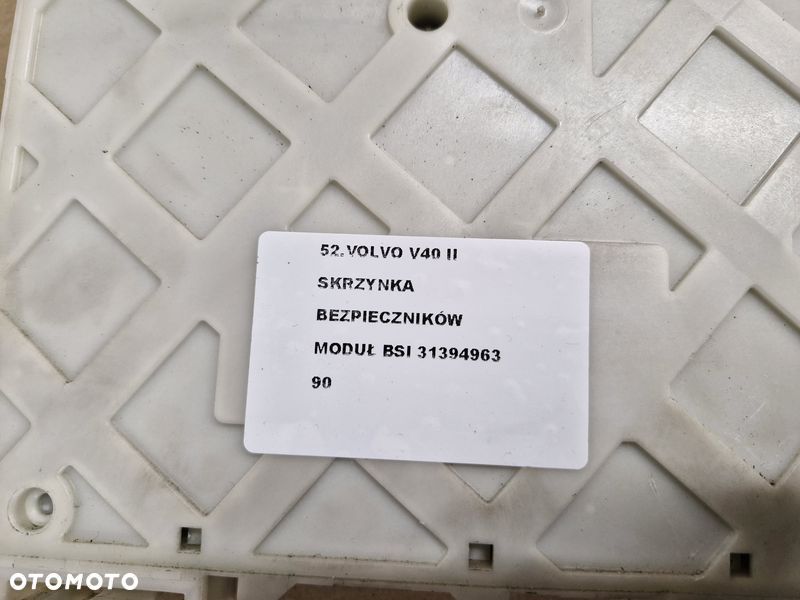 52.VOLVO V40 II
SKRZYNKA
BEZPIECZNIKÓW
MODUŁ BSI 31394963
90
OTOMOTO